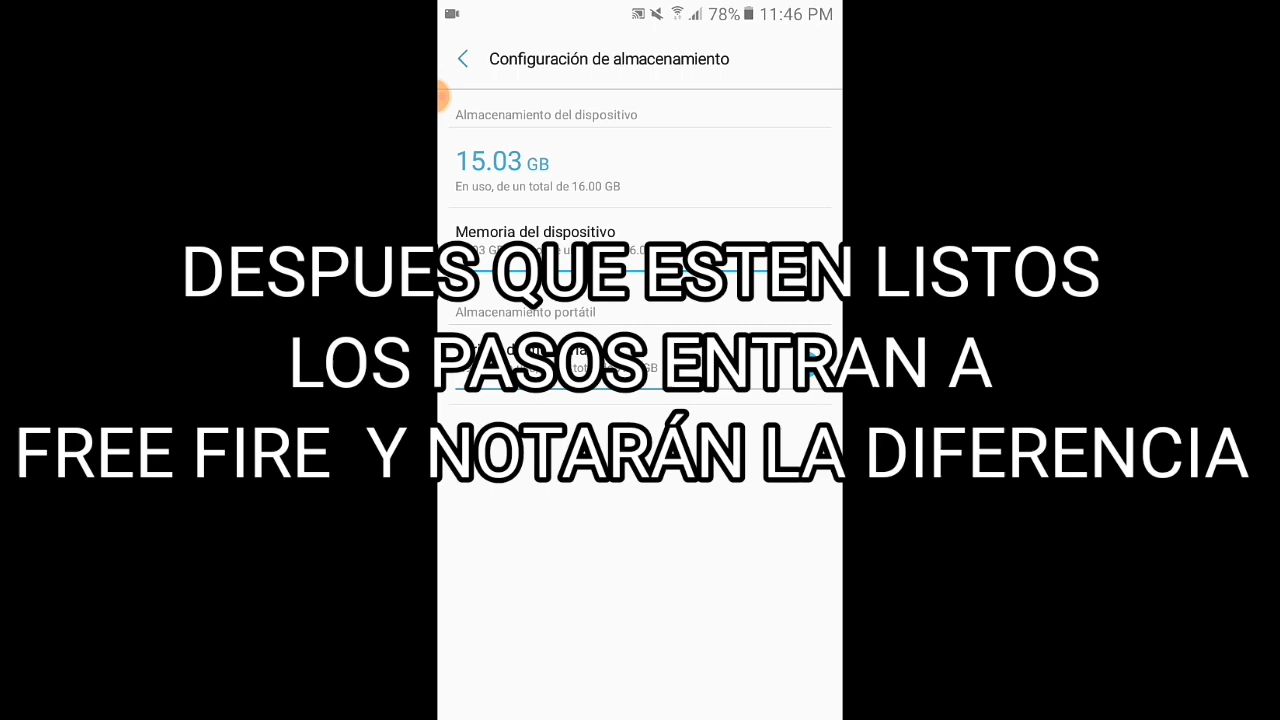 78% 11:46 PM
Configuración de almacenamiento
Almacenamiento del dispositivo
15.03 GB
En uso, de un total de 16.00 GB
Memoria del dispositivo
DESPUES QUE ESTEN LISTOS
Almacenamiento portátil
LOS PASOS ENTRAN A
FREE FIRE Y NOTARÁN LA DIFERENCIA